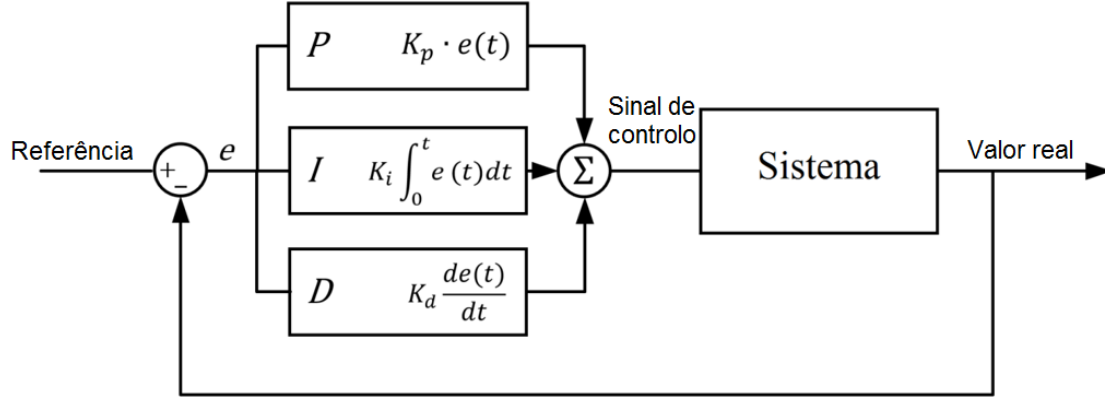 P K_p · e(t)
Sinal de
controlo
Referência
+
−
e
I K_i ∫_0^t e (t)dt
Σ
Sistema
Valor real
D K_d de(t)/dt